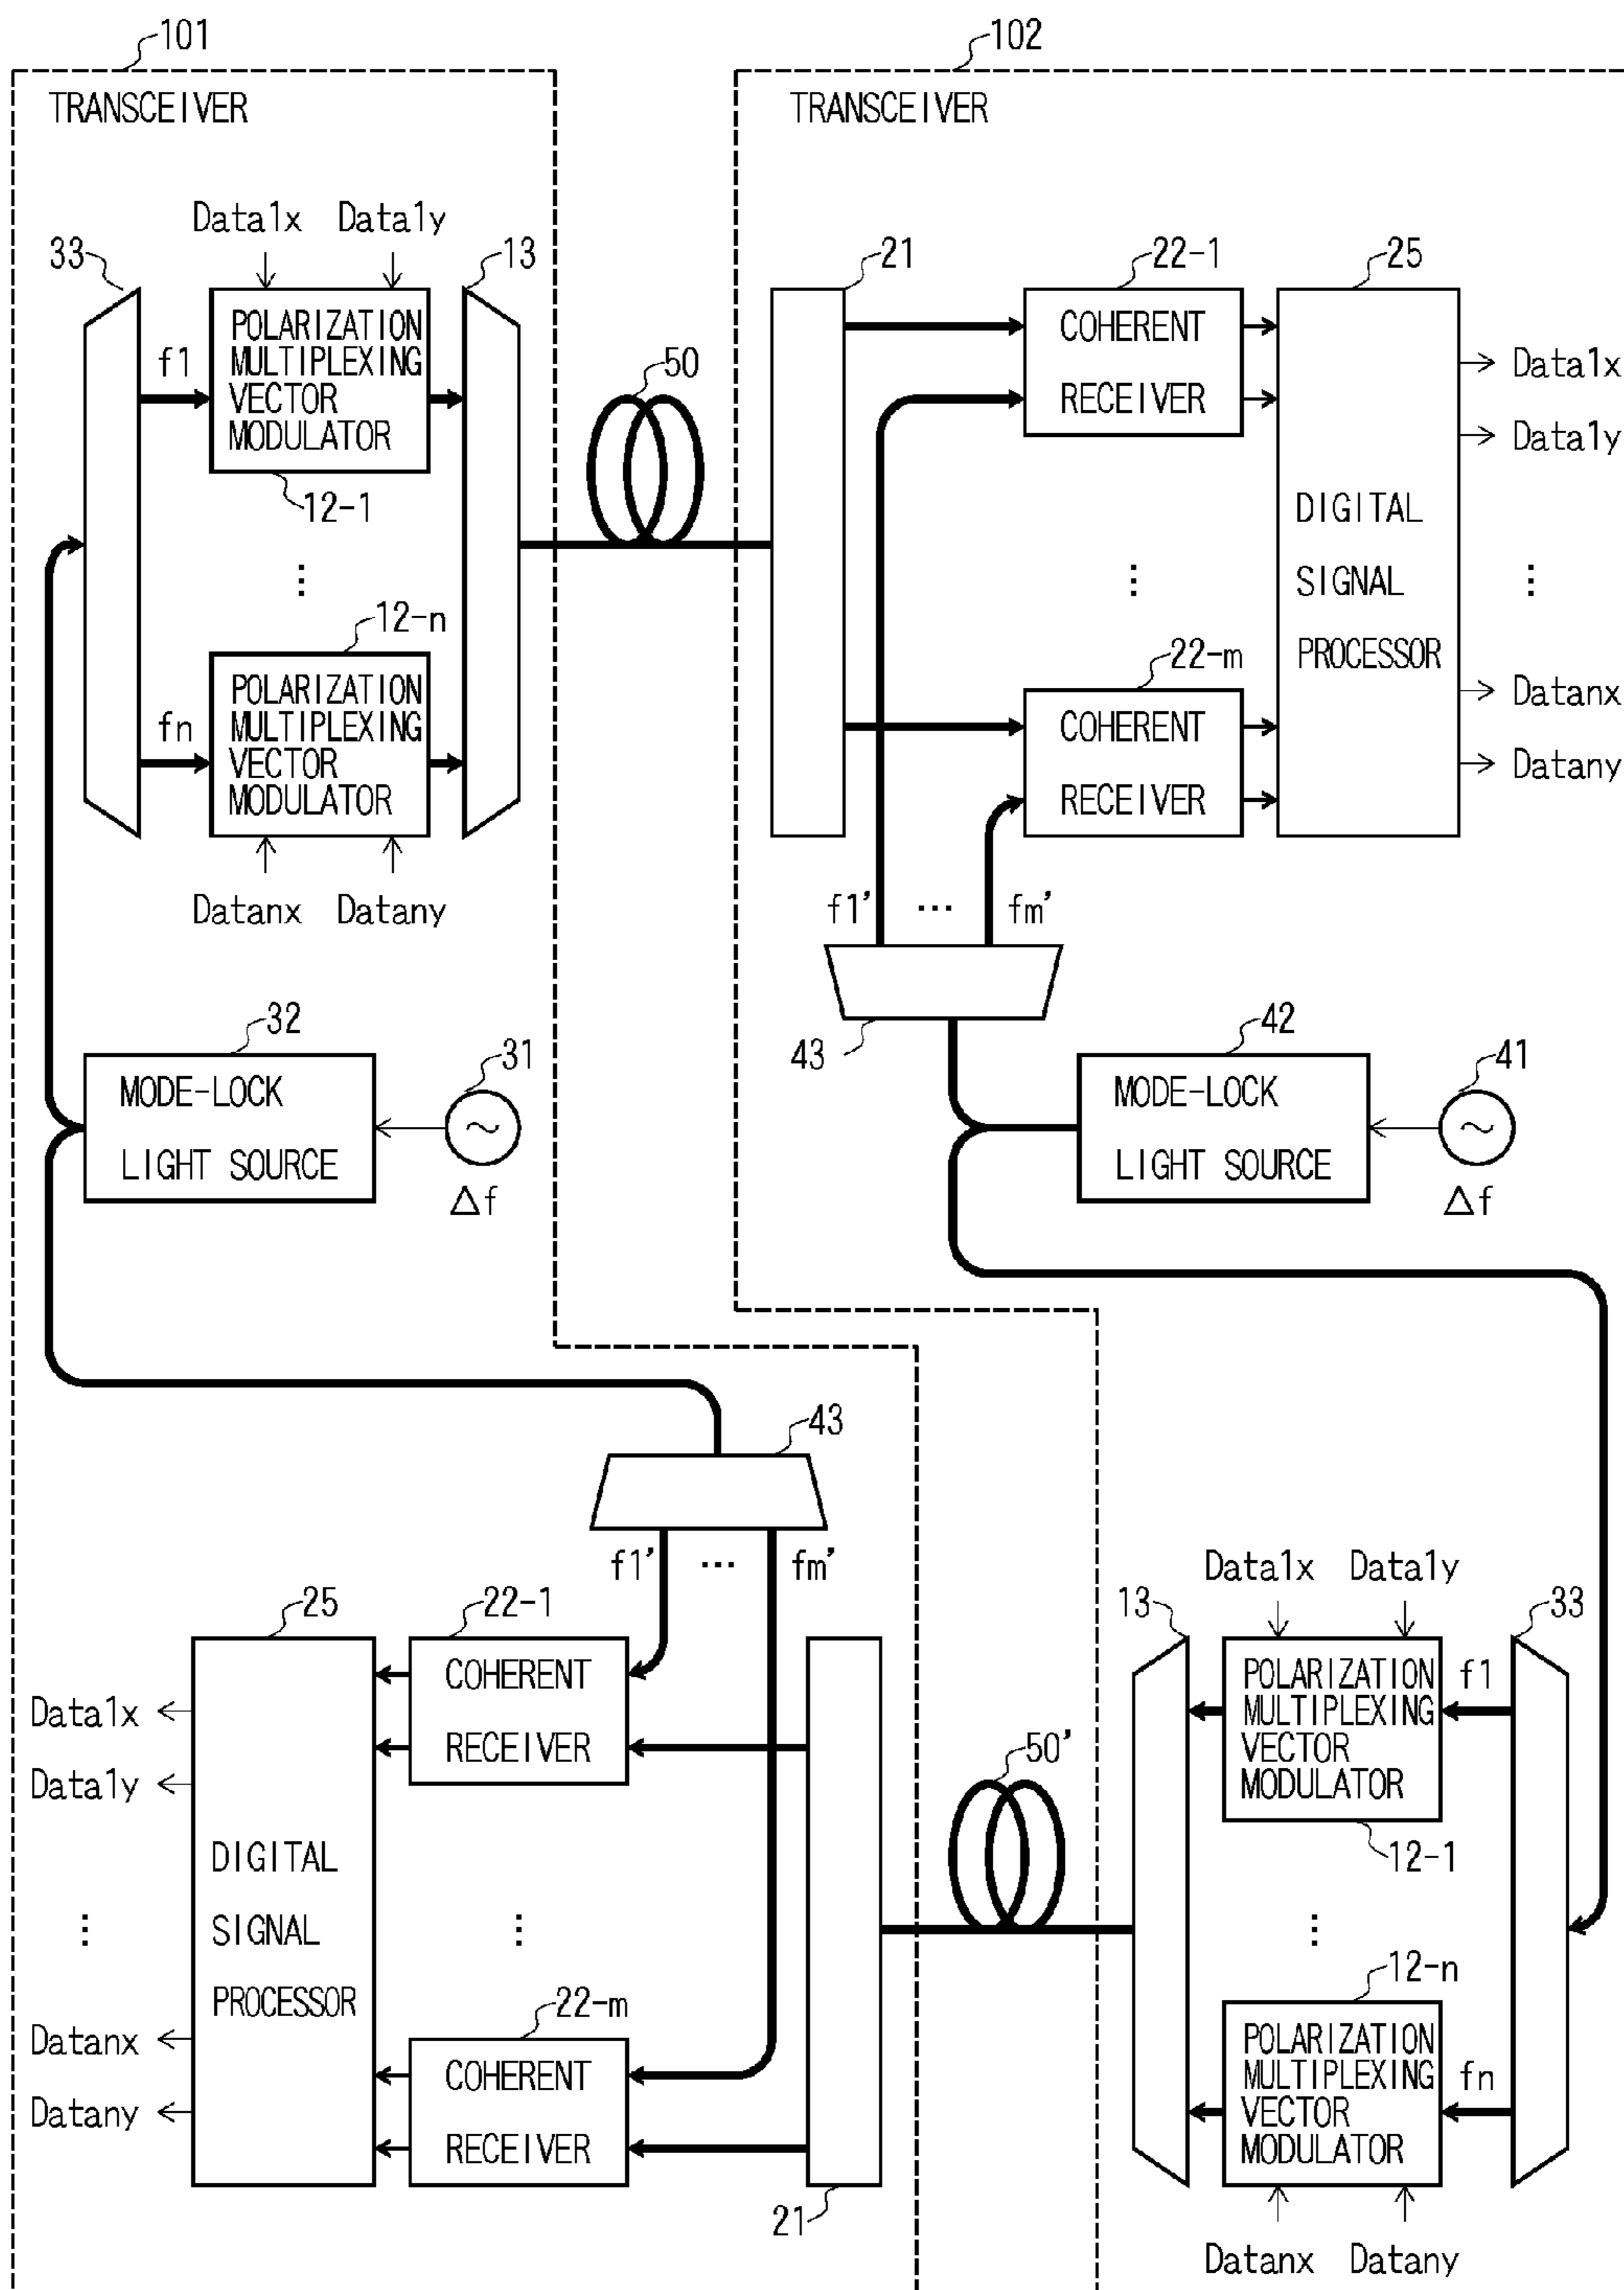 101
102
TRANSCEIVER
TRANSCEIVER
Data1x Data1y
33
13
21
22-1
25
POLARIZATION
MULTIPLEXING
VECTOR
MODULATOR
f1
12-1
50
COHERENT
RECEIVER
Data1x
Data1y
⋮
12-n
⋮
DIGITAL
SIGNAL
PROCESSOR
⋮
22-m
POLARIZATION
MULTIPLEXING
VECTOR
MODULATOR
fn
COHERENT
RECEIVER
Datanx
Datany
Datanx Datany
f1' ... fm'
32
31
43
42
41
MODE-LOCK
LIGHT SOURCE
~
Δf
MODE-LOCK
LIGHT SOURCE
~
Δf
43
f1' ... fm'
25
22-1
Data1x Data1y
13
33
COHERENT
RECEIVER
POLARIZATION
MULTIPLEXING
VECTOR
MODULATOR
f1
Data1x
Data1y
50'
12-1
DIGITAL
SIGNAL
PROCESSOR
⋮
⋮
⋮
22-m
12-n
COHERENT
RECEIVER
POLARIZATION
MULTIPLEXING
VECTOR
MODULATOR
fn
Datanx
Datany
21
Datanx Datany